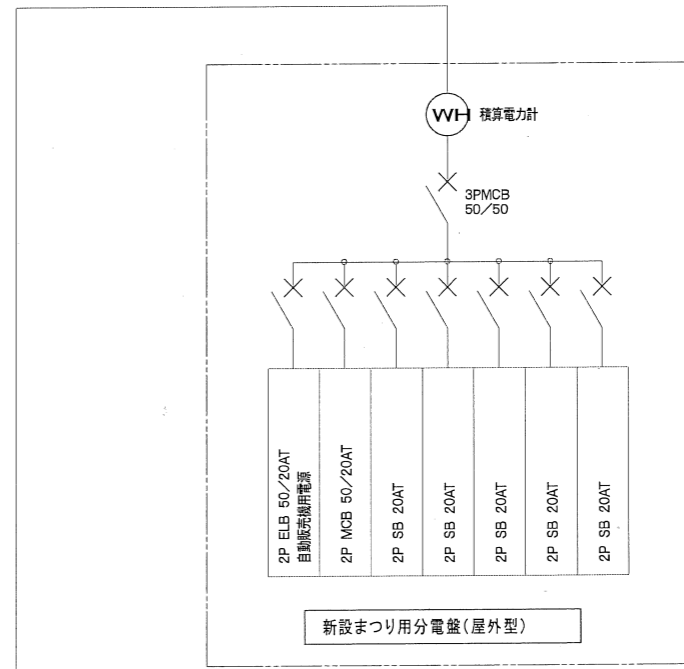 WH 積算電力計
3PMCB
50/50
2P ELB 50/20AT
自動販売機用電源
2P MCB 50/20AT
2P SB 20AT
2P SB 20AT
2P SB 20AT
2P SB 20AT
2P SB 20AT
新設まつり用分電盤(屋外型)